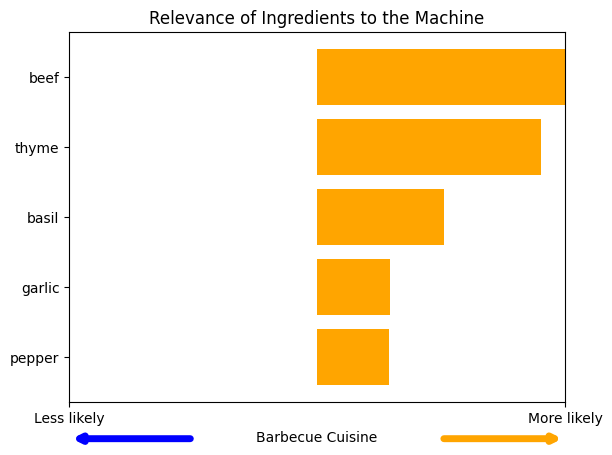 Relevance of Ingredients to the Machine
beef
thyme
basil
garlic
pepper
Less likely
More likely
Barbecue Cuisine